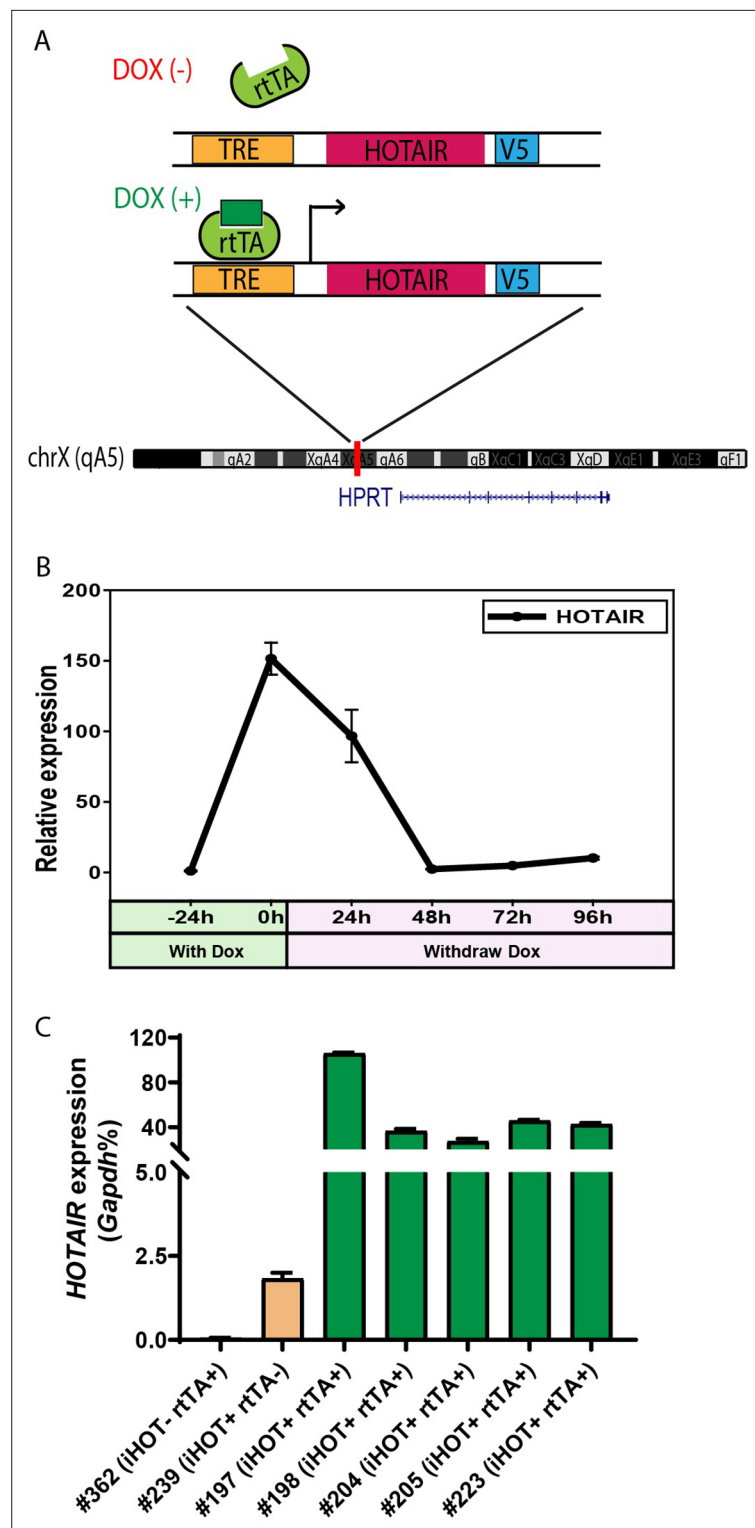 A
DOX (-)
rtTA
TRE HOTAIR V5
DOX (+)
rtTA
TRE HOTAIR V5
chrX (qA5) qA2 XqA4 XqA5 qA6 qB XqC1 XqC3 XqD XqE1 XqE3 qF1
HPRT
B
200
HOTAIR
150
100
50
0
Relative expression
-24h 0h 24h 48h 72h 96h
With Dox Withdraw Dox
C
120
80
40
5.0
2.5
0.0
HOTAIR expression
(Gapdh%)
#362 (iHOT- rtTA+)
#239 (iHOT+ rtTA-)
#197 (iHOT+ rtTA+)
#198 (iHOT+ rtTA+)
#204 (iHOT+ rtTA+)
#205 (iHOT+ rtTA+)
#223 (iHOT+ rtTA+)